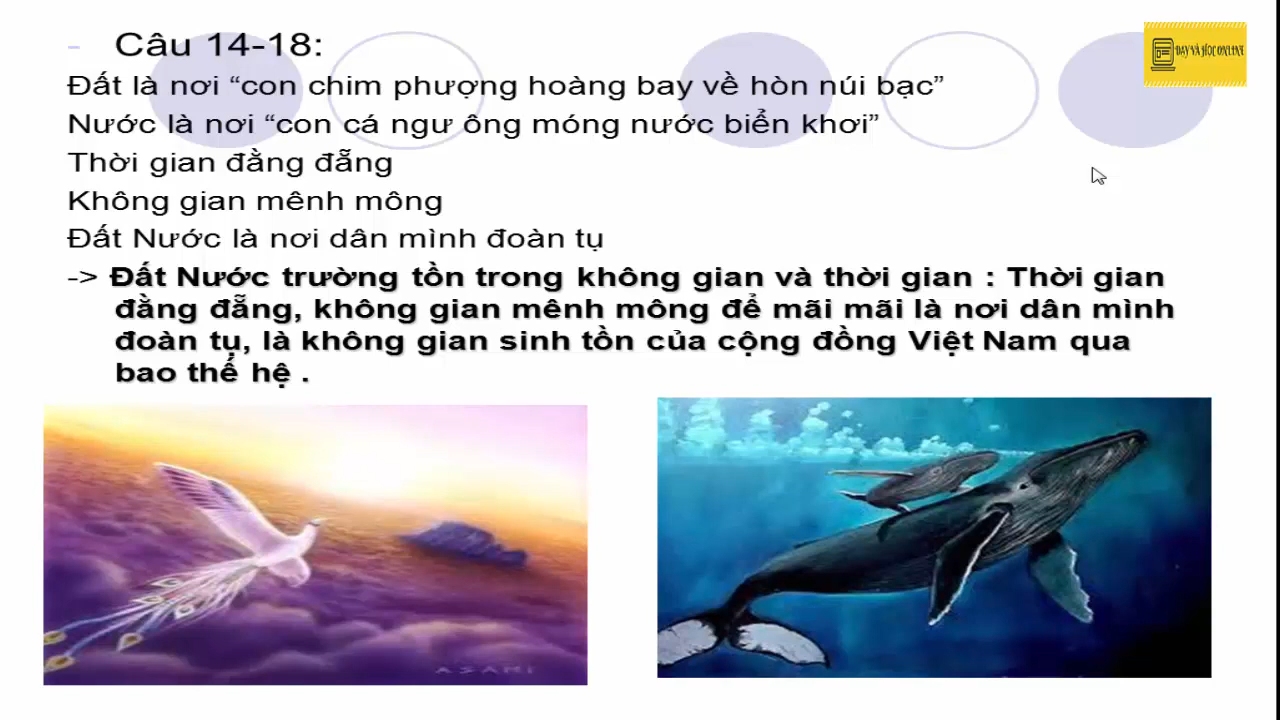 - Câu 14-18:
DẠY VÀ HỌC ONLINE
Đất là nơi “con chim phượng hoàng bay về hòn núi bạc”
Nước là nơi “con cá ngư ông móng nước biển khơi”
Thời gian đằng đẵng
Không gian mênh mông
Đất Nước là nơi dân mình đoàn tụ
-> Đất Nước trường tồn trong không gian và thời gian : Thời gian
đằng đẵng, không gian mênh mông để mãi mãi là nơi dân mình
đoàn tụ, là không gian sinh tồn của cộng đồng Việt Nam qua
bao thế hệ .
ASAMI